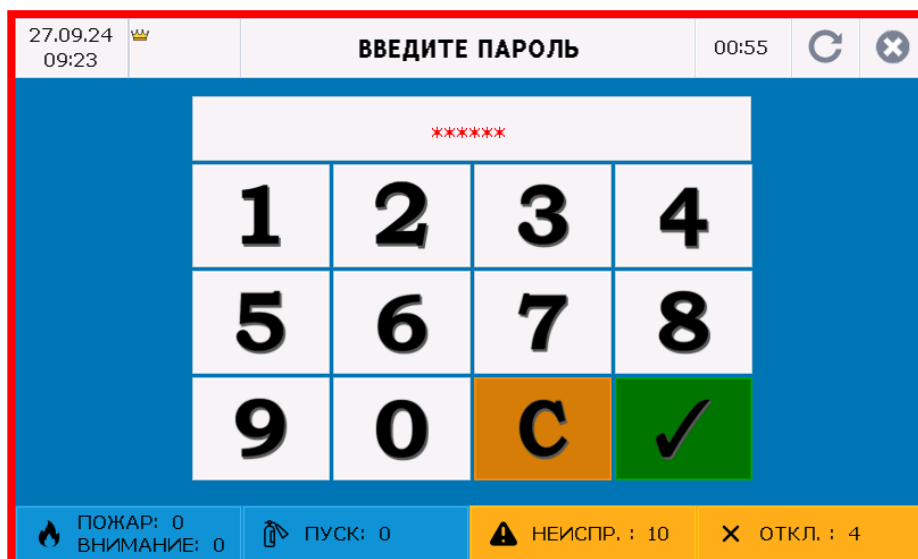 27.09.24
09:23
ВВЕДИТЕ ПАРОЛЬ
00:55
******
1 2 3 4
5 6 7 8
9 0 C ✓
ПОЖАР: 0
ВНИМАНИЕ: 0
ПУСК: 0
НЕИСПР. : 10
ОТКЛ. : 4